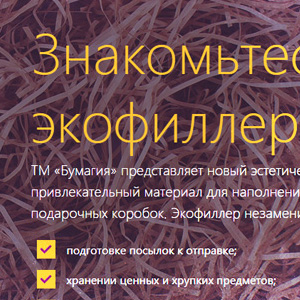 Знакомьтес
экофиллер
ТМ «Бумагия» представляет новый эстетиче
привлекательный материал для наполнени
подарочных коробок. Экофиллер незамени
подготовке посылок к отправке;
хранении ценных и хрупких предметов;